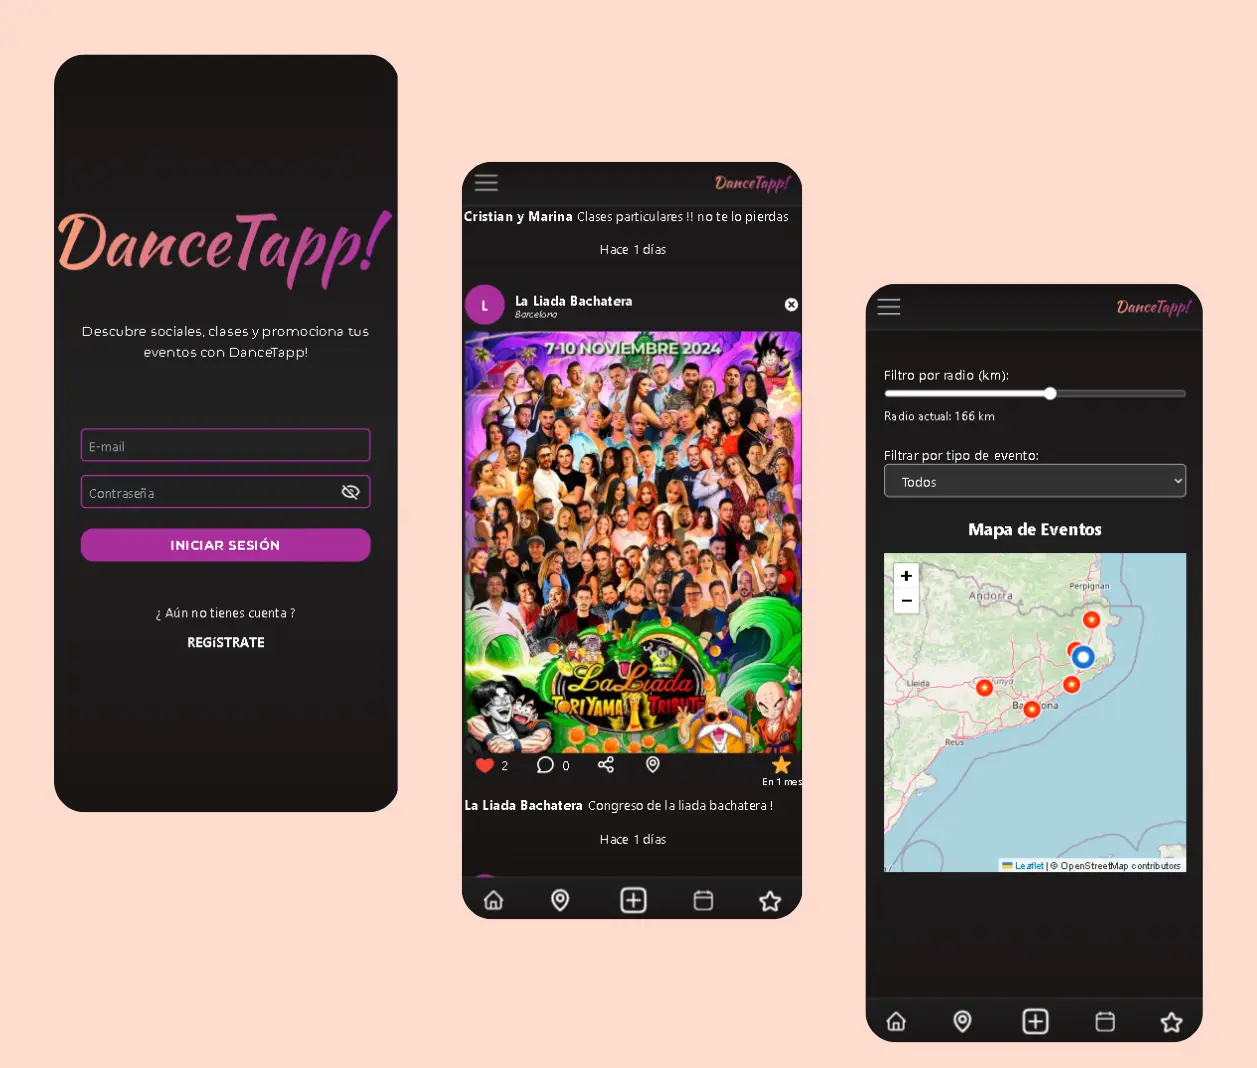 DanceTapp!
Descubre sociales, clases y promociona tus
eventos con DanceTapp!
E-mail
Contraseña
INICIAR SESIÓN
¿ Aún no tienes cuenta ?
REGíSTRATE
DanceTapp!
Cristian y Marina Clases particulares !! no te lo pierdas
Hace 1 días
L
La Liada Bachatera
Barcelona
7-10 NOVIEMBRE 2024
La Liada
TORIYAMA TRIBUTE
2
0
En 1 mes
La Liada Bachatera Congreso de la liada bachatera !
Hace 1 días
DanceTapp!
Filtro por radio (km):
Radio actual: 166 km
Filtrar por tipo de evento:
Todos
Mapa de Eventos
+
−
Perpignan
Andorra
Lleida
Reus
Leaflet | © OpenStreetMap contributors